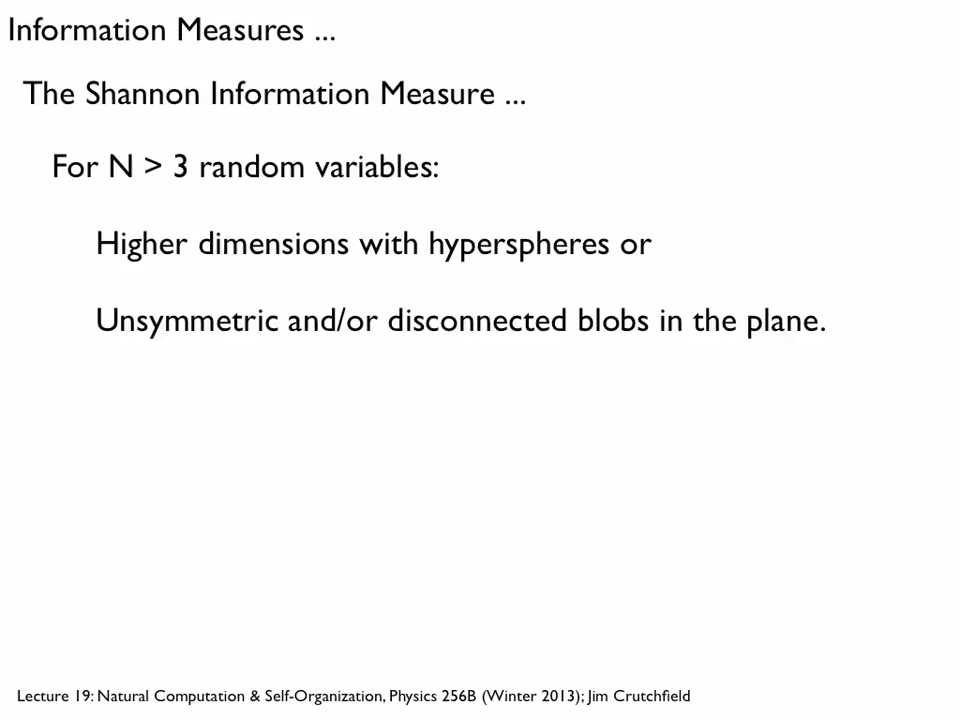 Information Measures ...
The Shannon Information Measure ...
For N > 3 random variables:
Higher dimensions with hyperspheres or
Unsymmetric and/or disconnected blobs in the plane.
Lecture 19: Natural Computation & Self-Organization, Physics 256B (Winter 2013); Jim Crutchfield